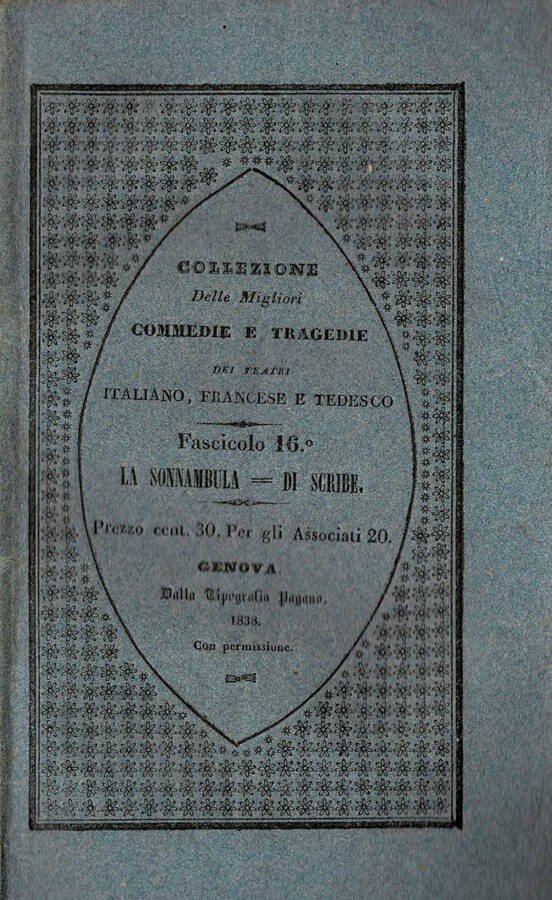 COLLEZIONE
Delle Migliori
COMMEDIE E TRAGEDIE
DEI TEATRI
ITALIANO, FRANCESE E TEDESCO
Fascicolo 16.º
LA SONNAMBULA = DI SCRIBE.
Prezzo cent. 30. Per gli Associati 20.
GENOVA
Dalla Tipografia Pagano.
1838.
Con permissione.